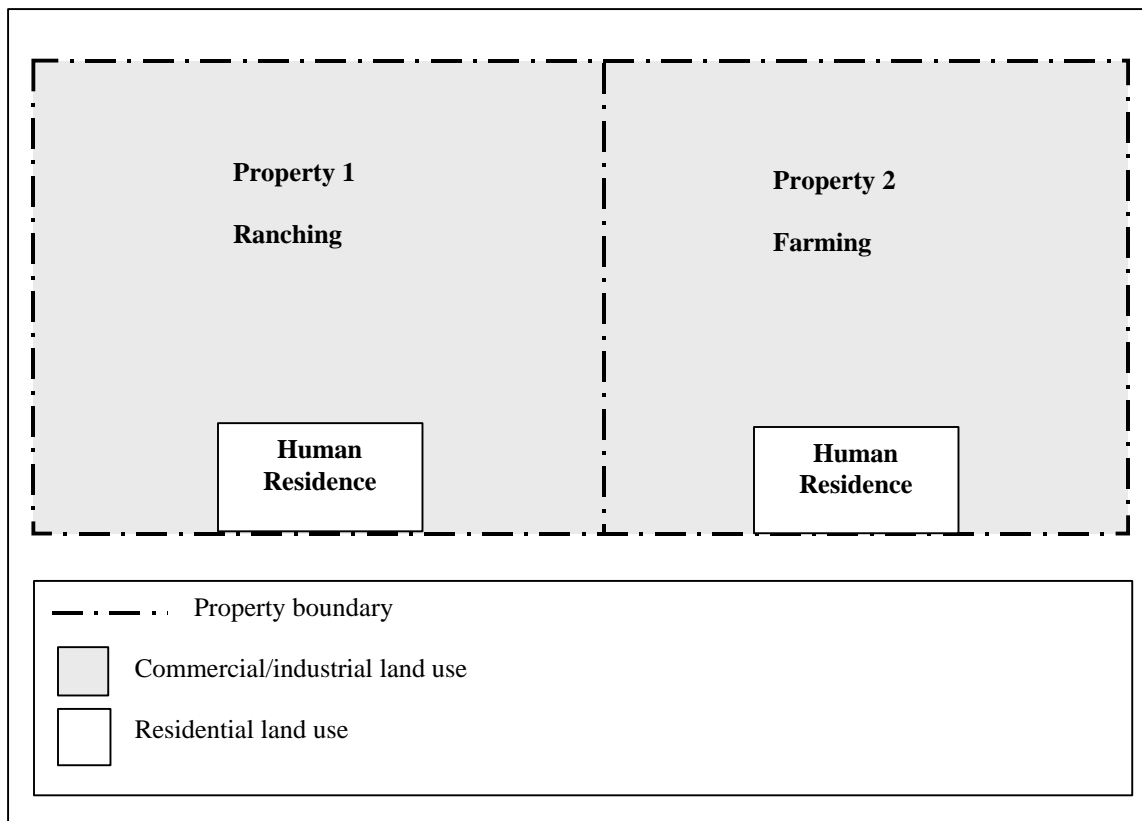 Property 1
Ranching
Property 2
Farming
Human
Residence
Human
Residence
Property boundary
Commercial/industrial land use
Residential land use